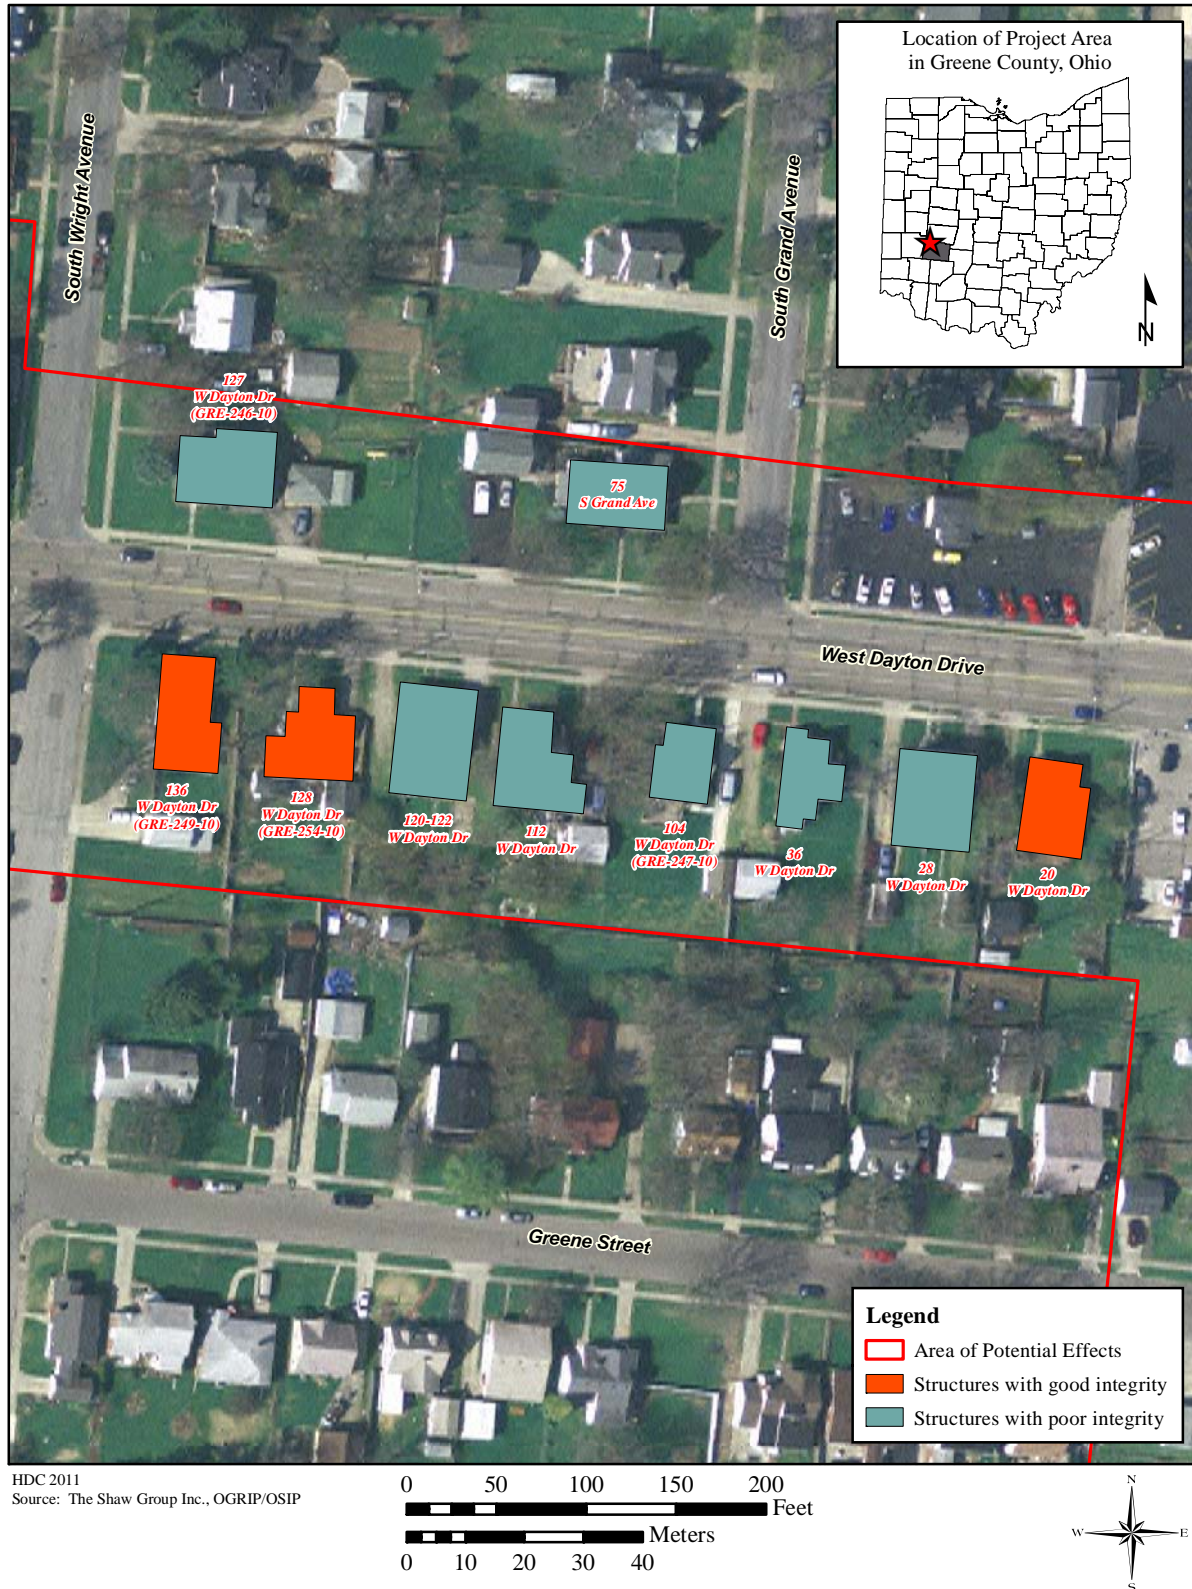 Location of Project Area
in Greene County, Ohio
N
South Wright Avenue
South Grand Avenue
127
W Dayton Dr
(GRE-246-10)
75
S Grand Ave
West Dayton Drive
136
W Dayton Dr
(GRE-249-10)
128
W Dayton Dr
(GRE-254-10)
120-122
W Dayton Dr
112
W Dayton Dr
104
W Dayton Dr
(GRE-247-10)
36
W Dayton Dr
28
W Dayton Dr
20
W Dayton Dr
Greene Street
Legend
Area of Potential Effects
Structures with good integrity
Structures with poor integrity
HDC 2011
Source: The Shaw Group Inc., OGRIP/OSIP
0 50 100 150 200
Feet
Meters
0 10 20 30 40
N
W E
S